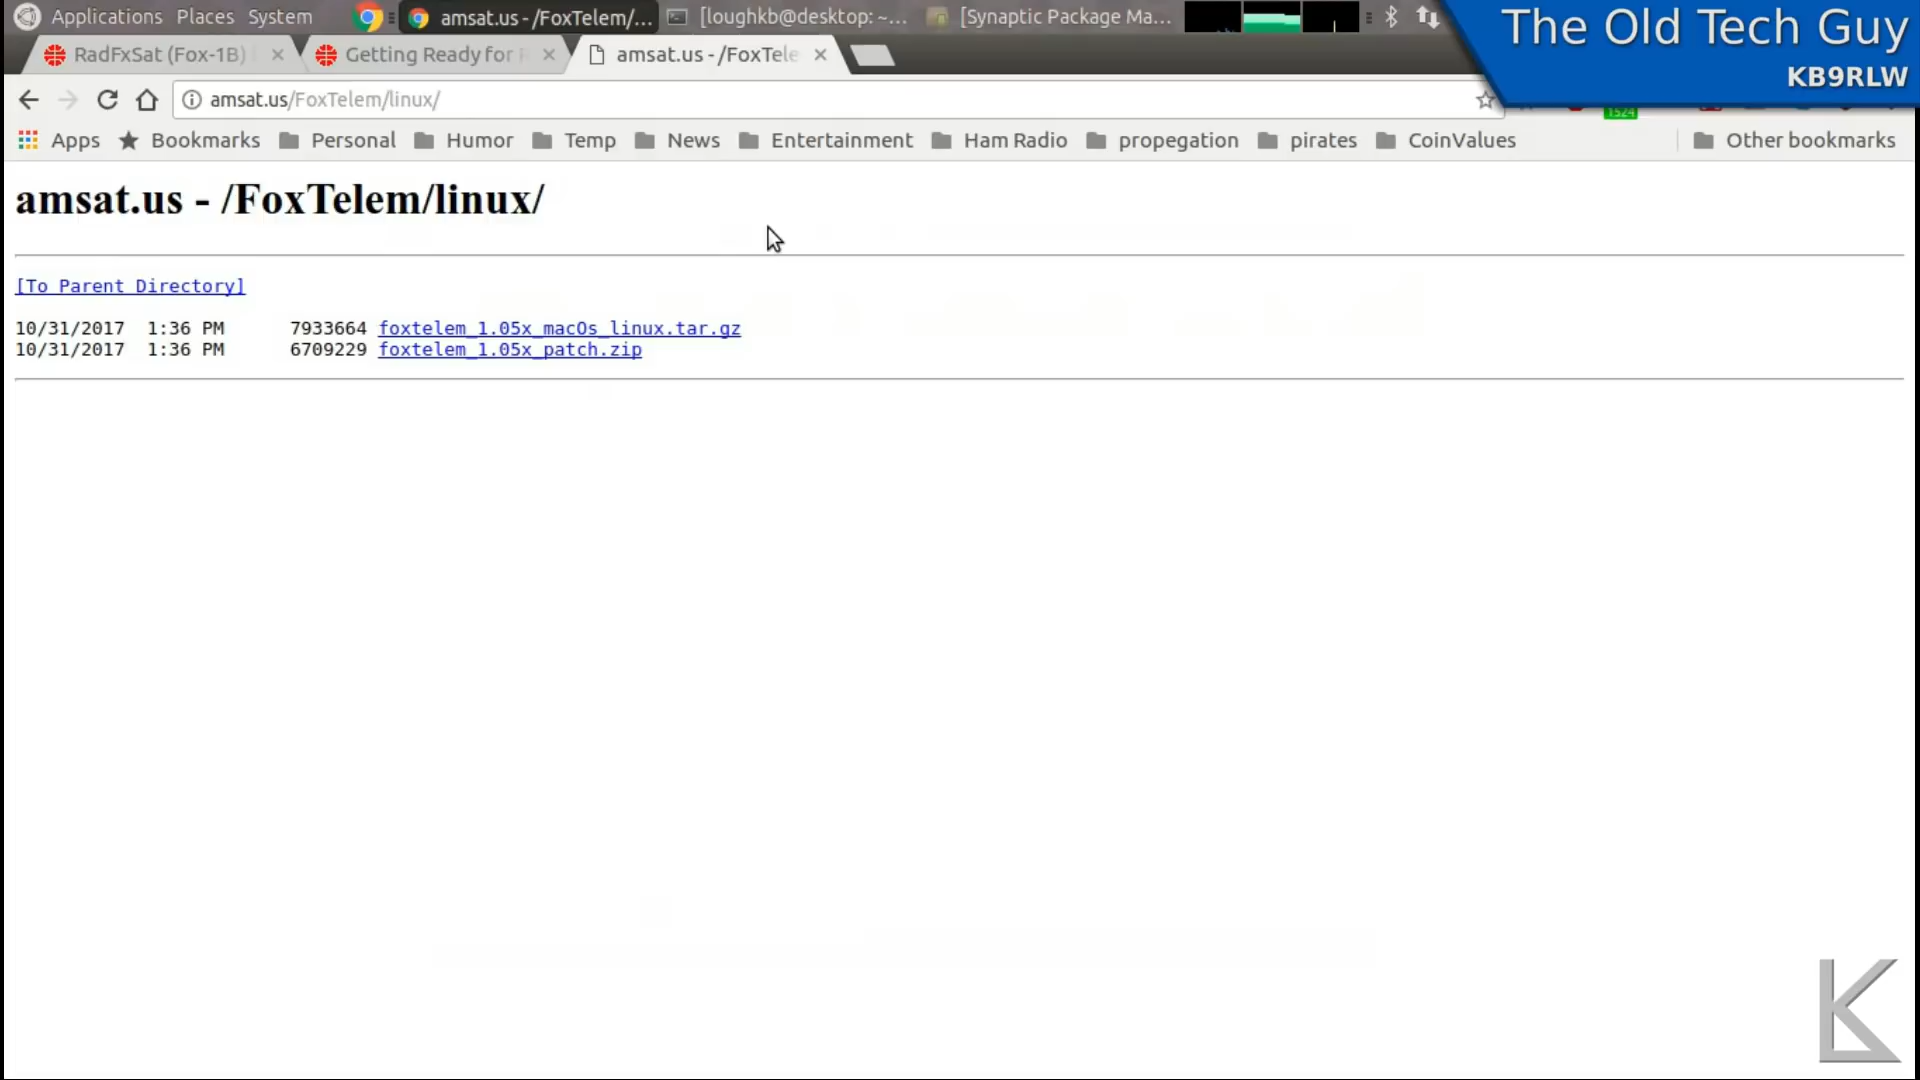 Applications Places System amsat.us - /FoxTelem/... [loughkb@desktop: ~... [Synaptic Package Ma...
The Old Tech Guy
KB9RLW
RadFxSat (Fox-1B) Getting Ready for amsat.us - /FoxTele
amsat.us/FoxTelem/linux/
1524
Apps Bookmarks Personal Humor Temp News Entertainment Ham Radio propegation pirates CoinValues Other bookmarks
amsat.us - /FoxTelem/linux/
[To Parent Directory]
10/31/2017 1:36 PM 7933664 foxtelem_1.05x_macOs_linux.tar.gz
10/31/2017 1:36 PM 6709229 foxtelem_1.05x_patch.zip
K